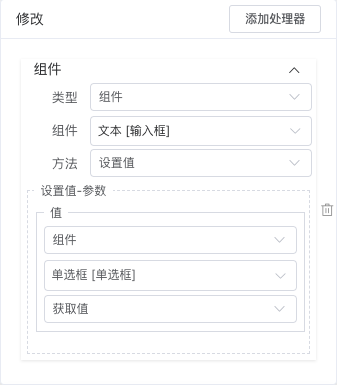 修改
添加处理器
组件
类型 组件
组件 文本 [输入框]
方法 设置值
设置值-参数
值
组件
单选框 [单选框]
获取值